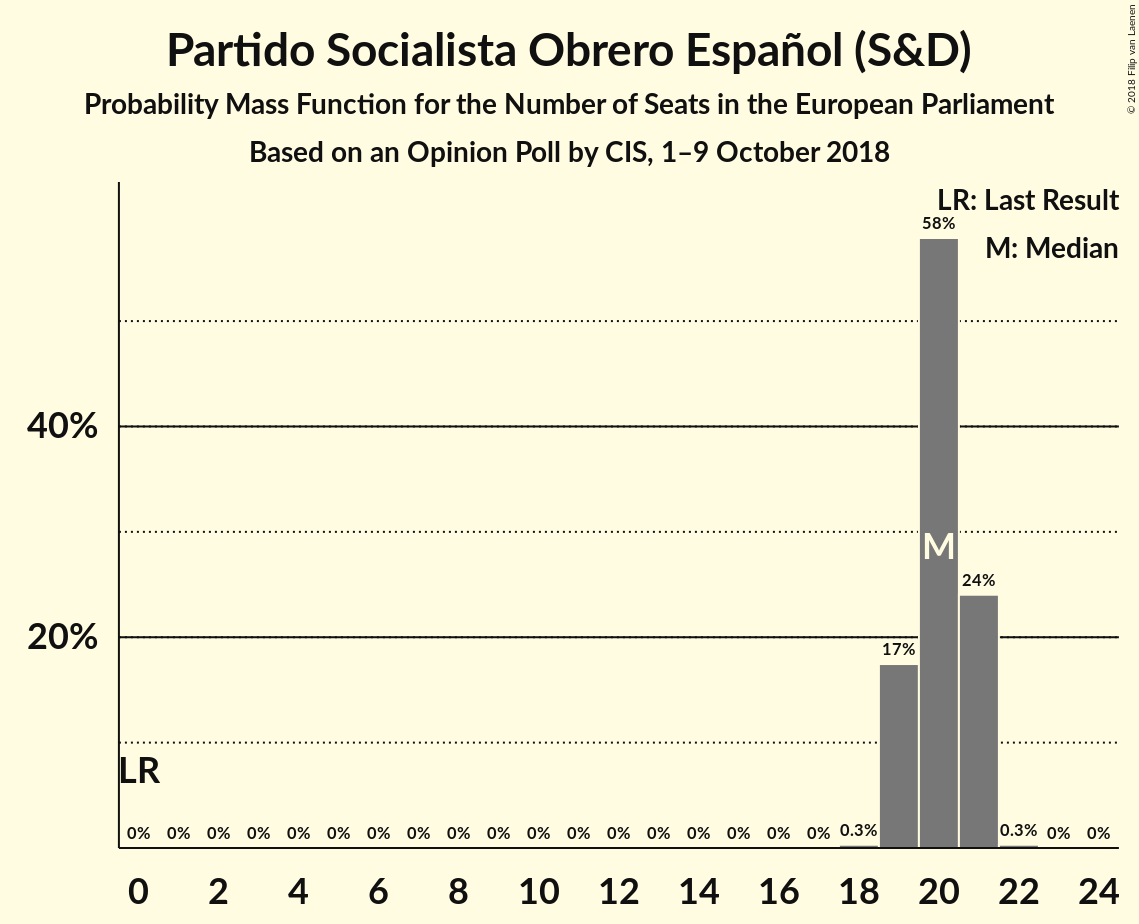 Partido Socialista Obrero Español (S&D)
Probability Mass Function for the Number of Seats in the European Parliament
Based on an Opinion Poll by CIS, 1–9 October 2018
© 2018 Filip van Laenen
LR: Last Result
M: Median
58%
40%
M
24%
20%
17%
LR
0% 0% 0% 0% 0% 0% 0% 0% 0% 0% 0% 0% 0% 0% 0% 0% 0% 0% 0.3% 0.3% 0% 0%
0 2 4 6 8 10 12 14 16 18 20 22 24